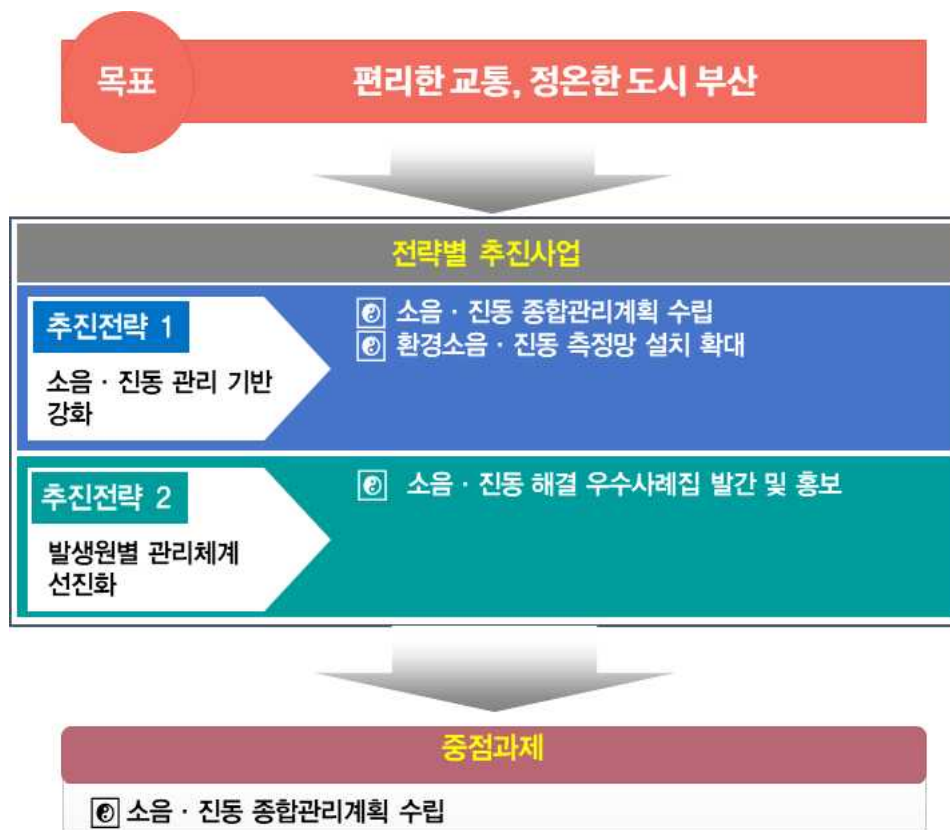 목표
편리한 교통, 정온한 도시 부산
전략별 추진사업
추진전략 1
소음 · 진동 관리 기반
강화
소음 · 진동 종합관리계획 수립
환경소음 · 진동 측정망 설치 확대
추진전략 2
발생원별 관리체계
선진화
소음 · 진동 해결 우수사례집 발간 및 홍보
중점과제
소음 · 진동 종합관리계획 수립